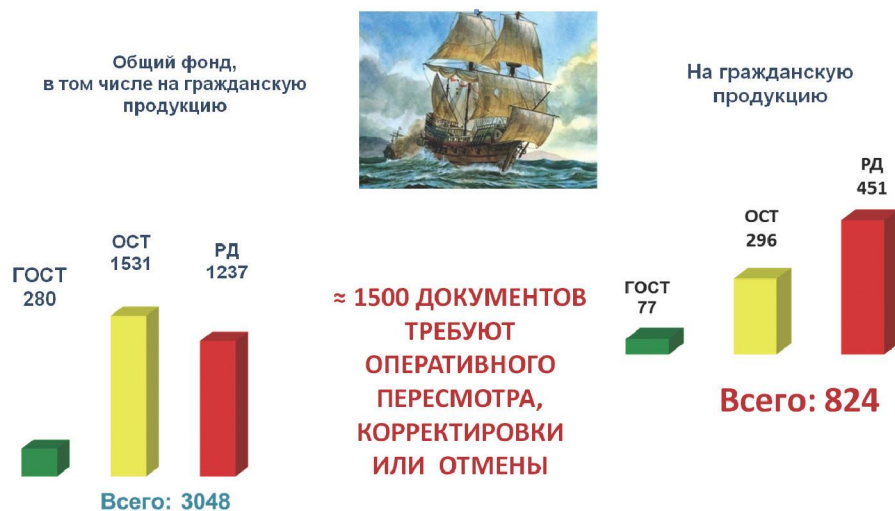 Общий фонд,
в том числе на гражданскую
продукцию
ГОСТ
280
ОСТ
1531
РД
1237
Всего: 3048
≈ 1500 ДОКУМЕНТОВ
ТРЕБУЮТ
ОПЕРАТИВНОГО
ПЕРЕСМОТРА,
КОРРЕКТИРОВКИ
ИЛИ ОТМЕНЫ
На гражданскую
продукцию
ГОСТ
77
ОСТ
296
РД
451
Всего: 824